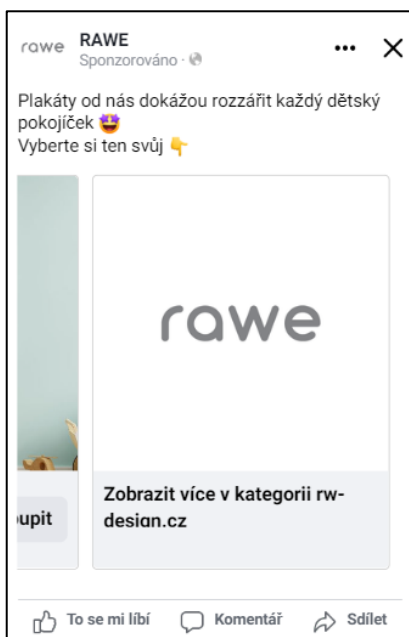 rawe RAWE
Sponzorováno ·
Plakáty od nás dokážou rozzářit každý dětský
pokojíček 🤩
Vyberte si ten svůj 👇
rawe
oupit
Zobrazit více v kategorii rw-
design.cz
To se mi líbí Komentář Sdílet